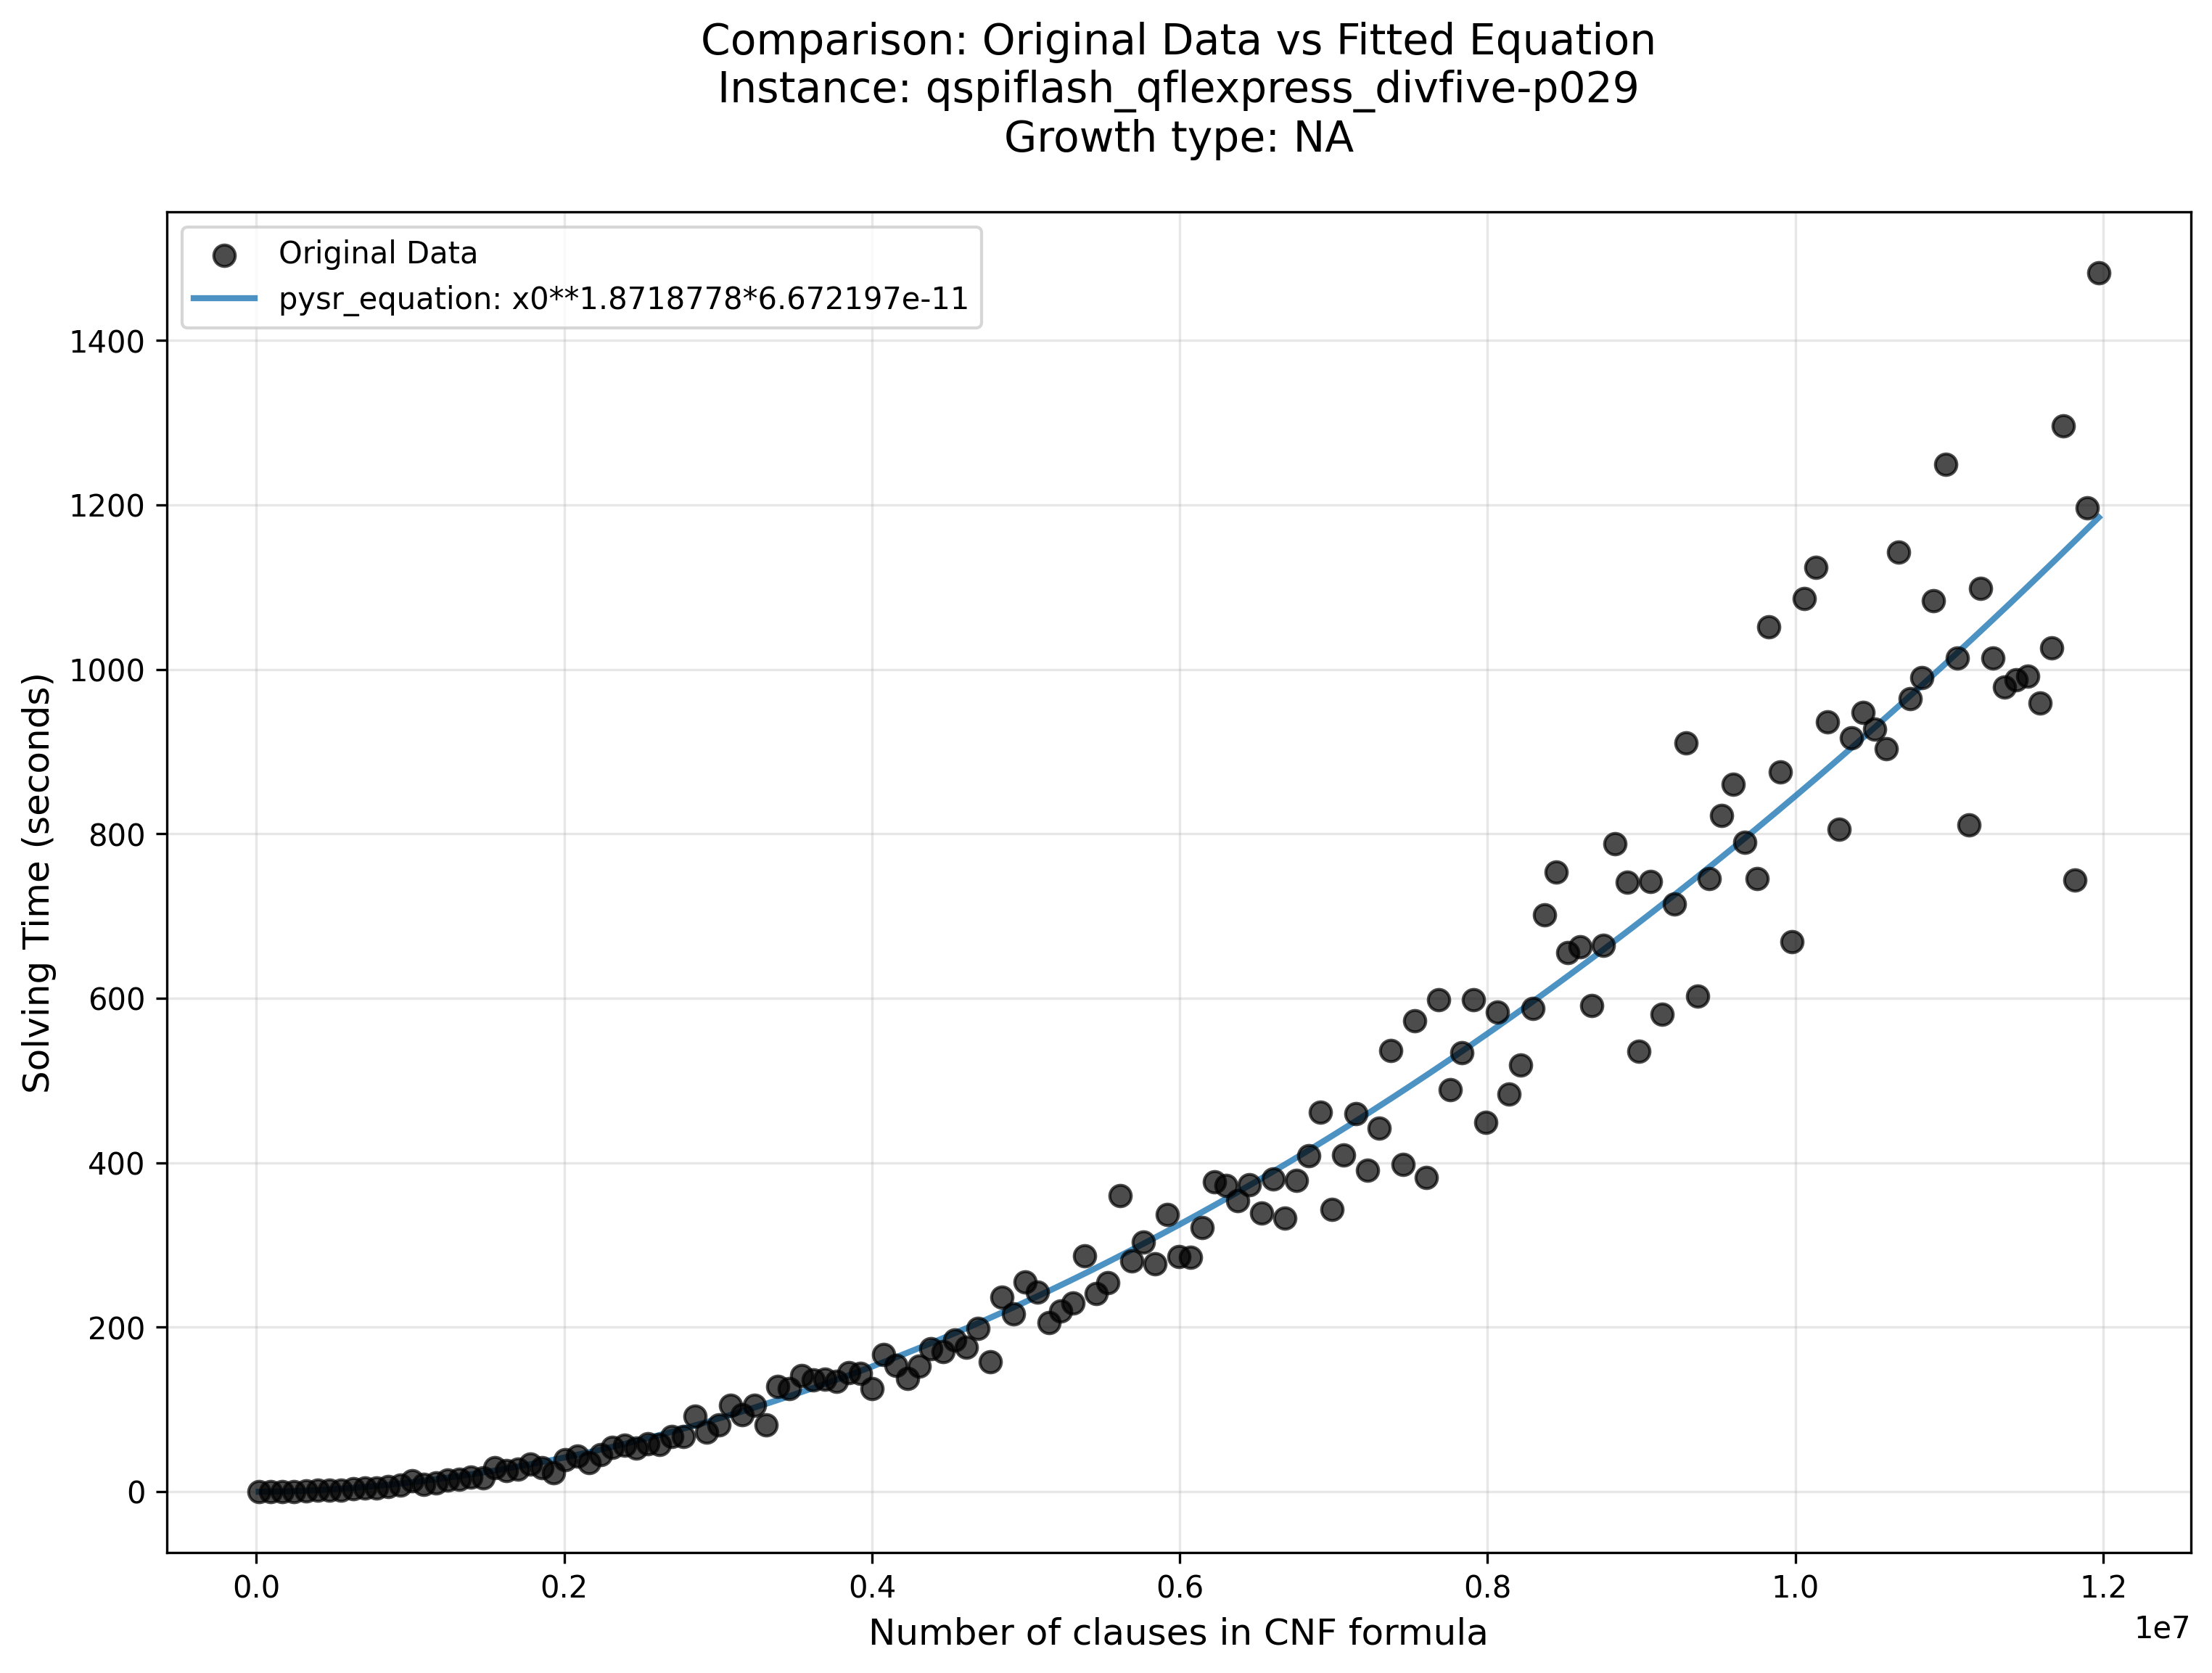 Comparison: Original Data vs Fitted Equation
Instance: qspiflash_qflexpress_divfive-p029
Growth type: NA
Original Data
pysr_equation: x0**1.8718778*6.672197e-11
Solving Time (seconds)
1400
1200
1000
800
600
400
200
0
0.0 0.2 0.4 0.6 0.8 1.0 1.2
1e7
Number of clauses in CNF formula